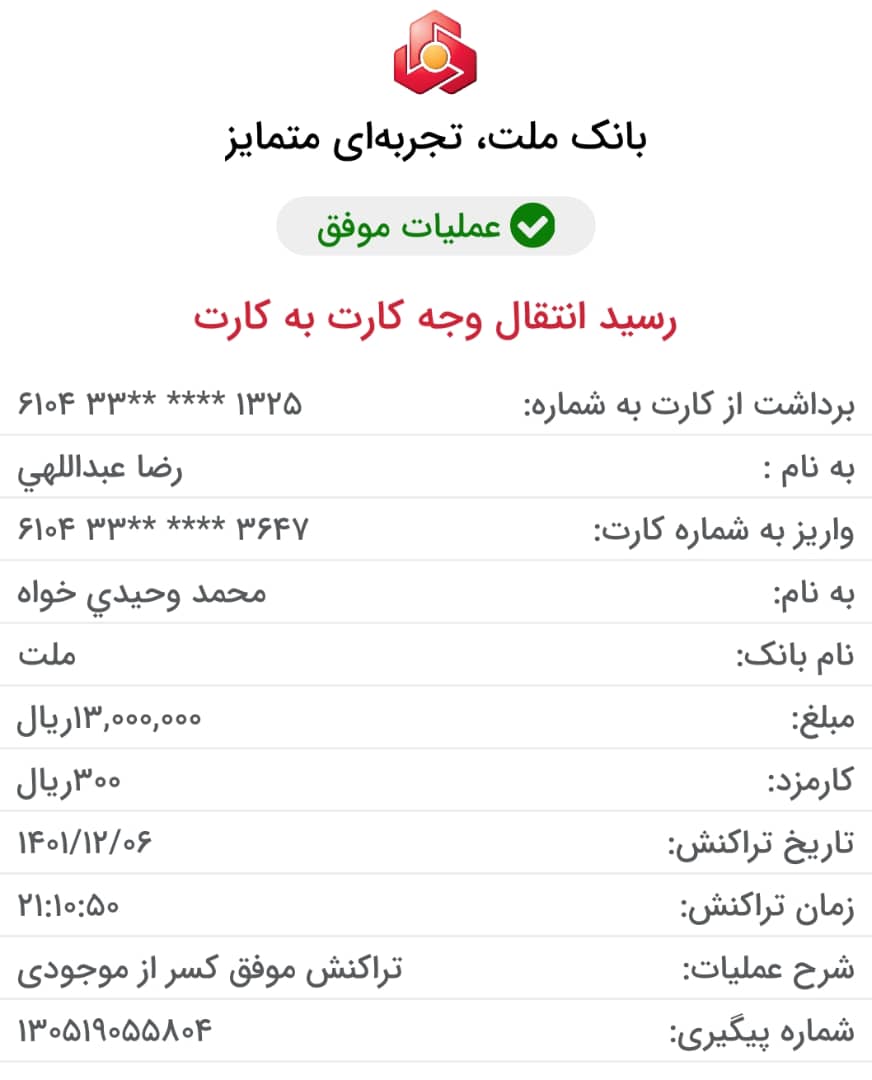 بانک ملت، تجربه‌ای متمایز
عملیات موفق
رسید انتقال وجه کارت به کارت
برداشت از کارت به شماره: ۶۱۰۴ ۳۳** **** ۱۳۲۵
به نام : رضا عبداللهي
واریز به شماره کارت: ۶۱۰۴ ۳۳** **** ۳۶۴۷
به نام: محمد وحيدي خواه
نام بانک: ملت
مبلغ: ۱۳,۰۰۰,۰۰۰ریال
کارمزد: ۳۰۰ریال
تاریخ تراکنش: ۱۴۰۱/۱۲/۰۶
زمان تراکنش: ۲۱:۱۰:۵۰
شرح عملیات: تراکنش موفق کسر از موجودی
شماره پیگیری: ۱۳۰۵۱۹۰۵۵۸۰۴